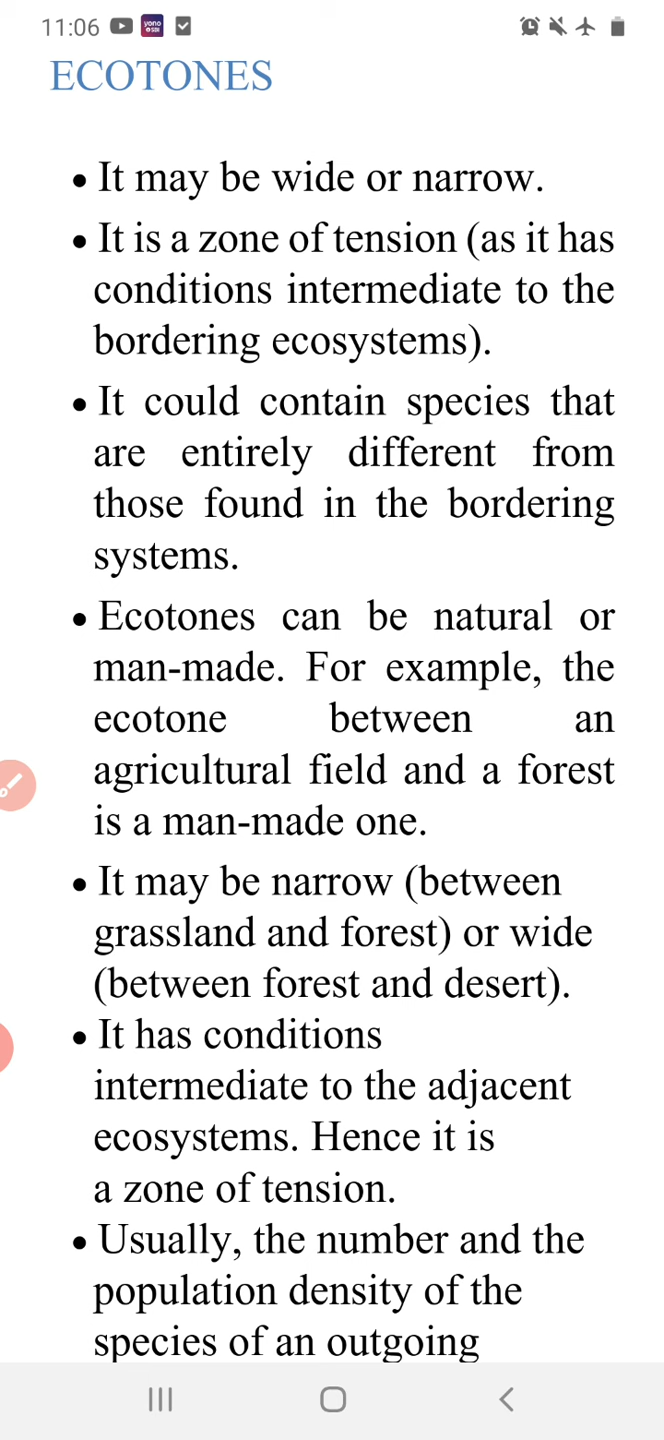 11:06
yono
SBI
ECOTONES
• It may be wide or narrow.
• It is a zone of tension (as it has
conditions intermediate to the
bordering ecosystems).
• It could contain species that
are entirely different from
those found in the bordering
systems.
• Ecotones can be natural or
man-made. For example, the
ecotone between an
agricultural field and a forest
is a man-made one.
• It may be narrow (between
grassland and forest) or wide
(between forest and desert).
• It has conditions
intermediate to the adjacent
ecosystems. Hence it is
a zone of tension.
• Usually, the number and the
population density of the
species of an outgoing